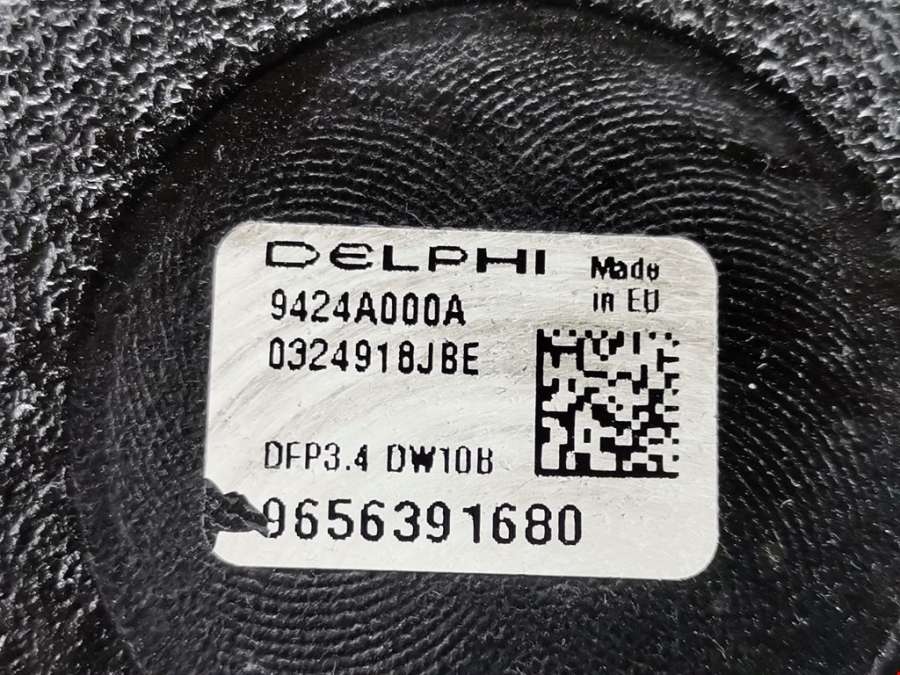 DELPHI
Made
in EU
9424A000A
0324918JBE
DFP3.4 DW10B
9656391680